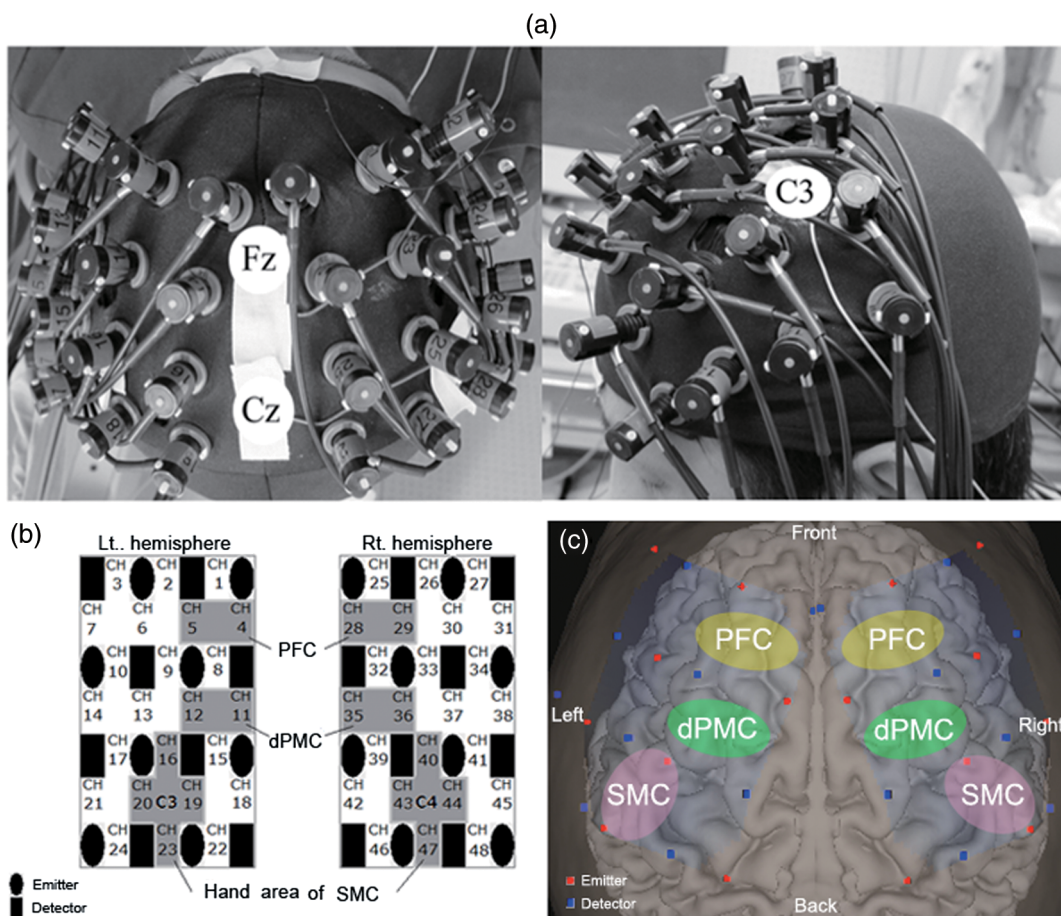 (a)
Fz
Cz
C3
(b)
Lt.. hemisphere
Rt. hemisphere
CH CH CH
3 2 1
CH CH CH
25 26 27
CH CH CH CH
7 6 5 4
CH CH CH CH
28 29 30 31
PFC
CH CH CH
10 9 8
CH CH CH
32 33 34
CH CH CH CH
14 13 12 11
CH CH CH CH
35 36 37 38
dPMC
CH CH CH
17 16 15
CH CH CH
39 40 41
CH CH CH CH
21 20 C3 19 18
CH CH CH CH
42 43 C4 44 45
CH CH CH
24 23 22
CH CH CH
46 47 48
Hand area of SMC
Emitter
Detector
(c)
Front
PFC PFC
Left
dPMC dPMC
Right
SMC SMC
Emitter
Detector
Back